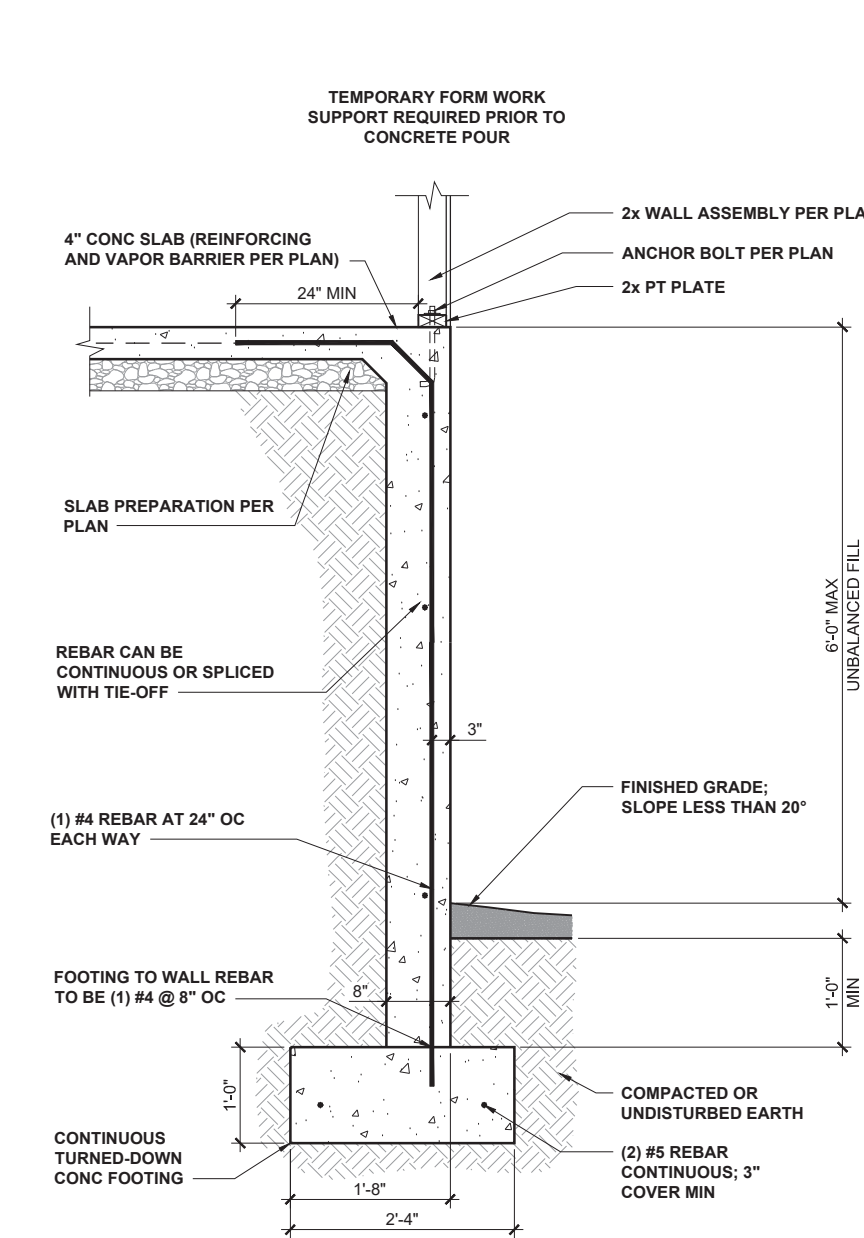 TEMPORARY FORM WORK
SUPPORT REQUIRED PRIOR TO
CONCRETE POUR
2x WALL ASSEMBLY PER PLA
4" CONC SLAB (REINFORCING
AND VAPOR BARRIER PER PLAN)
ANCHOR BOLT PER PLAN
24" MIN
2x PT PLATE
SLAB PREPARATION PER
PLAN
6'-0" MAX
UNBALANCED FILL
REBAR CAN BE
CONTINUOUS OR SPLICED
WITH TIE-OFF
3"
FINISHED GRADE;
SLOPE LESS THAN 20°
(1) #4 REBAR AT 24" OC
EACH WAY
FOOTING TO WALL REBAR
TO BE (1) #4 @ 8" OC
8"
1'-0"
MIN
1'-0"
COMPACTED OR
UNDISTURBED EARTH
CONTINUOUS
TURNED-DOWN
CONC FOOTING
(2) #5 REBAR
CONTINUOUS; 3"
COVER MIN
1'-8"
2'-4"